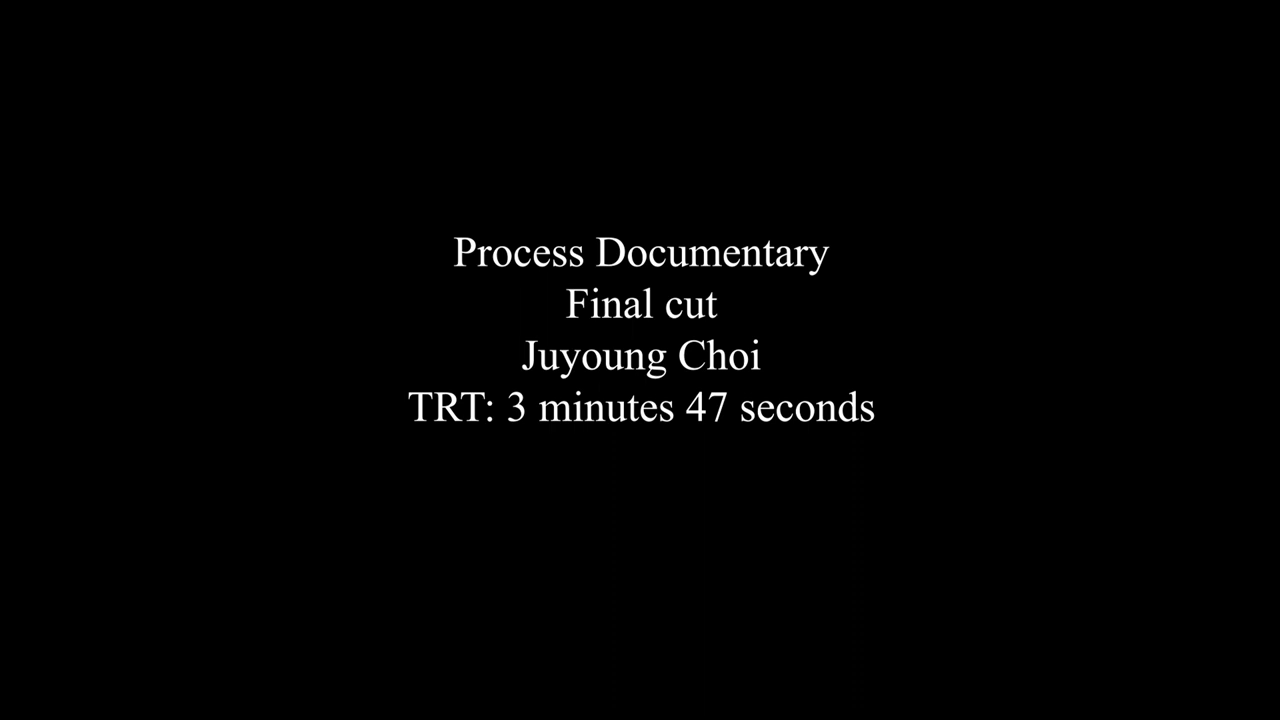 Process Documentary
Final cut
Juyoung Choi
TRT: 3 minutes 47 seconds